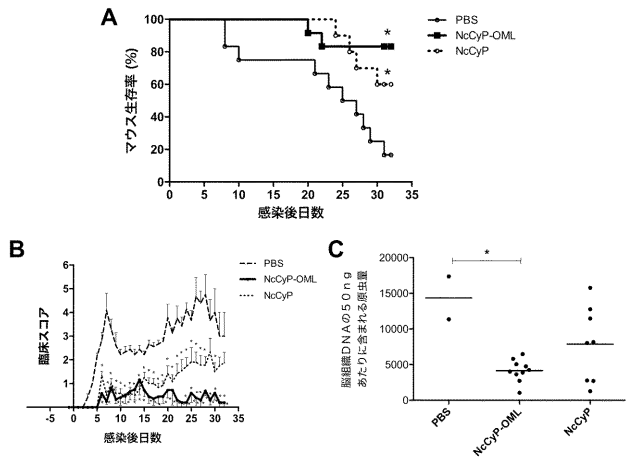 A
100
80
60
40
20
0
マウス生存率 (%)
0 5 10 15 20 25 30 35
感染後日数
*
*
PBS
NcCyP-OML
NcCyP
B
6
5
4
3
2
1
臨床スコア
-5 0 5 10 15 20 25 30 35
感染後日数
PBS
NcCyP-OML
NcCyP
C
20000
15000
10000
5000
0
脳組織DNAの50ng
あたりに含まれる原虫量
*
PBS
NcCyP-OML
NcCyP